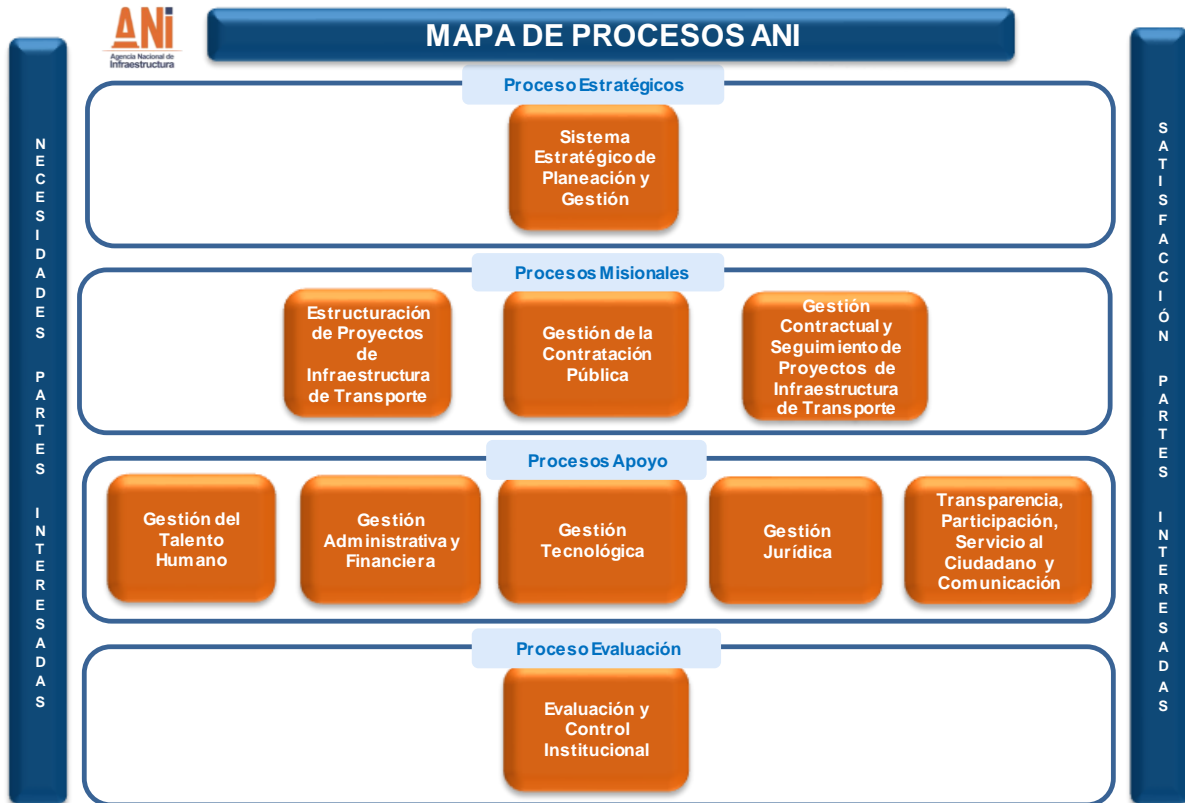 ANi
Agencia Nacional de
Infraestructura
MAPA DE PROCESOS ANI
NECESIDADES PARTES INTERESADAS
Proceso Estratégicos
Sistema
Estratégico de
Planeación y
Gestión
Procesos Misionales
Estructuración
de Proyectos
de
Infraestructura
de Transporte
Gestión de la
Contratación
Pública
Gestión
Contractual y
Seguimiento de
Proyectos de
Infraestructura
de Transporte
Procesos Apoyo
Gestión del
Talento
Humano
Gestión
Administrativa y
Financiera
Gestión
Tecnológica
Gestión
Jurídica
Transparencia,
Participación,
Servicio al
Ciudadano y
Comunicación
Proceso Evaluación
Evaluación y
Control
Institucional
SATISFACCIÓN PARTES INTERESADAS